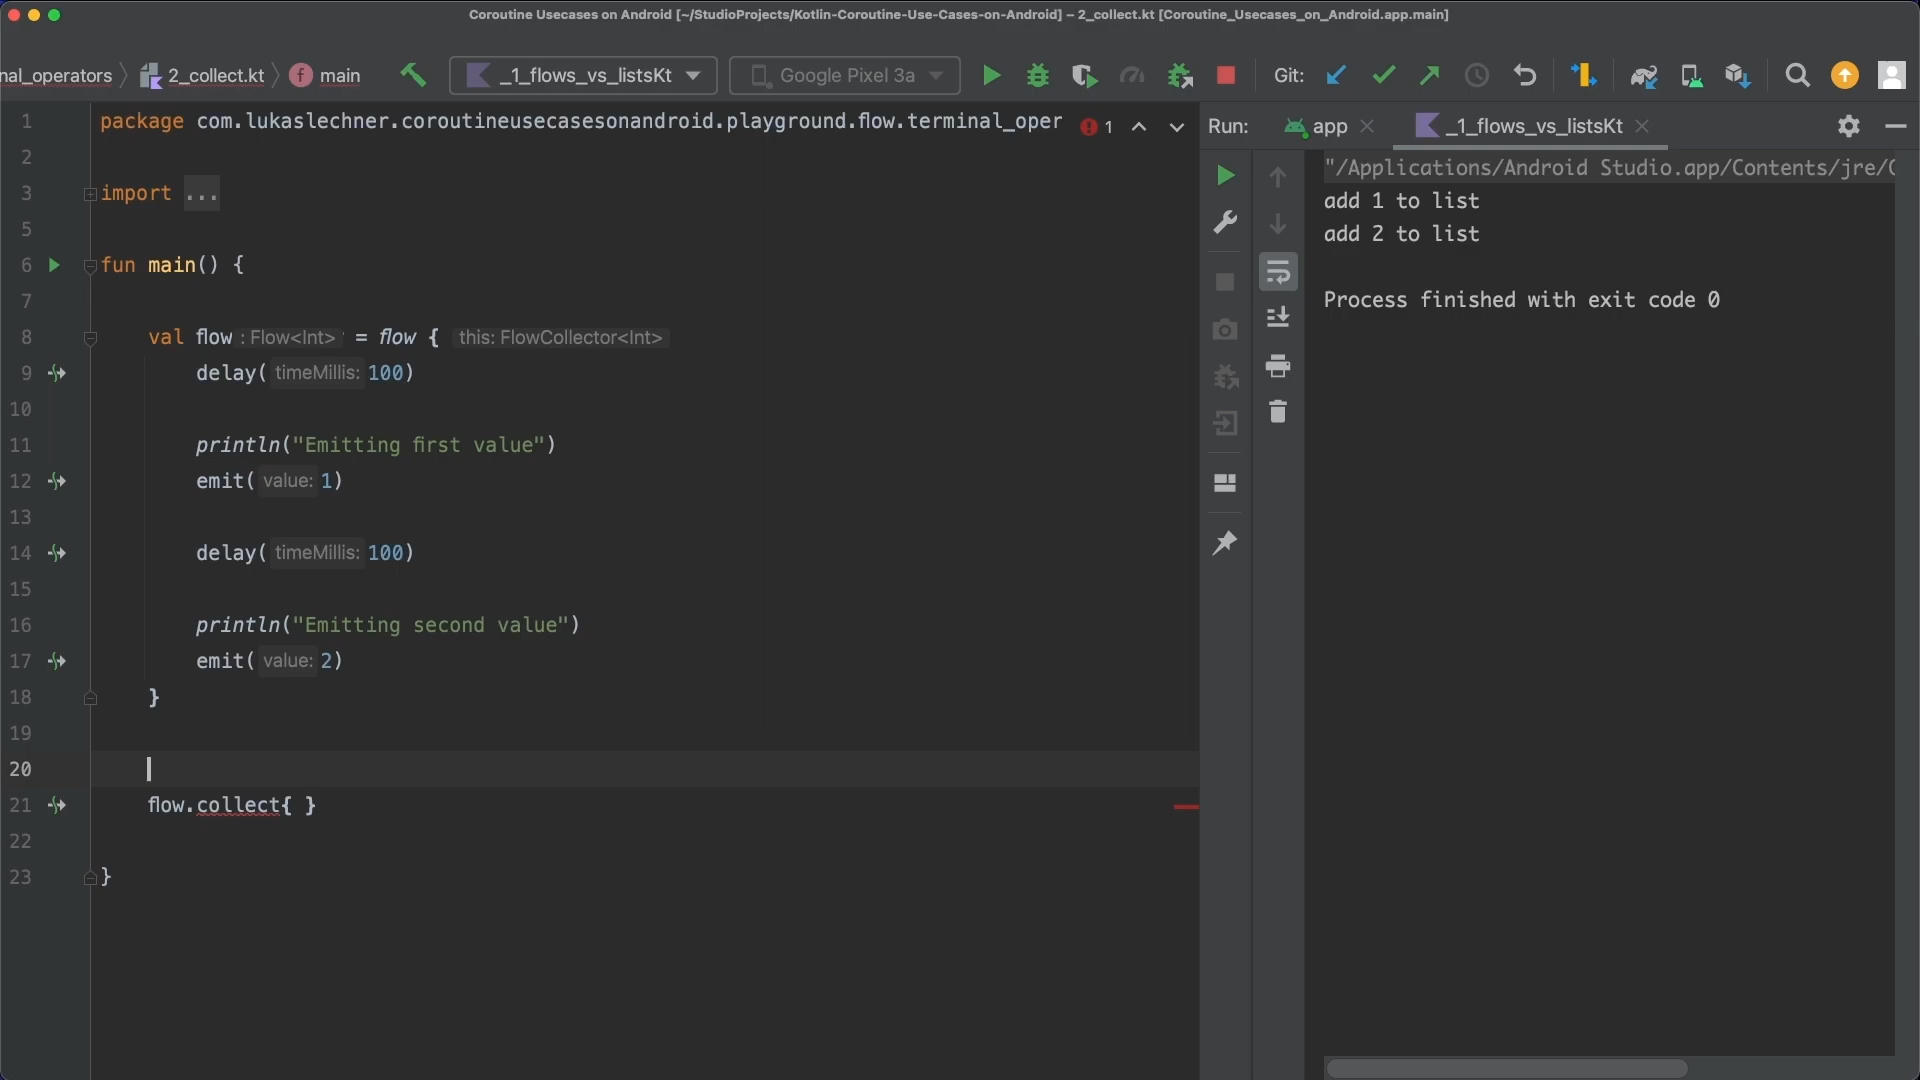 Coroutine Usecases on Android [~/StudioProjects/Kotlin-Coroutine-Use-Cases-on-Android] – 2_collect.kt [Coroutine_Usecases_on_Android.app.main]
nal_operators 2_collect.kt f main _1_flows_vs_listsKt Google Pixel 3a Git:
1 package com.lukaslechner.coroutineusecasesonandroid.playground.flow.terminal_oper 1
2
3 import ...
5
6 fun main() {
7
8 val flow : Flow<Int> = flow { this: FlowCollector<Int>
9 delay( timeMillis: 100)
10
11 println("Emitting first value")
12 emit( value: 1)
13
14 delay( timeMillis: 100)
15
16 println("Emitting second value")
17 emit( value: 2)
18 }
19
20
21 flow.collect{ }
22
23 }
Run: app _1_flows_vs_listsKt
"/Applications/Android Studio.app/Contents/jre/C
add 1 to list
add 2 to list
Process finished with exit code 0